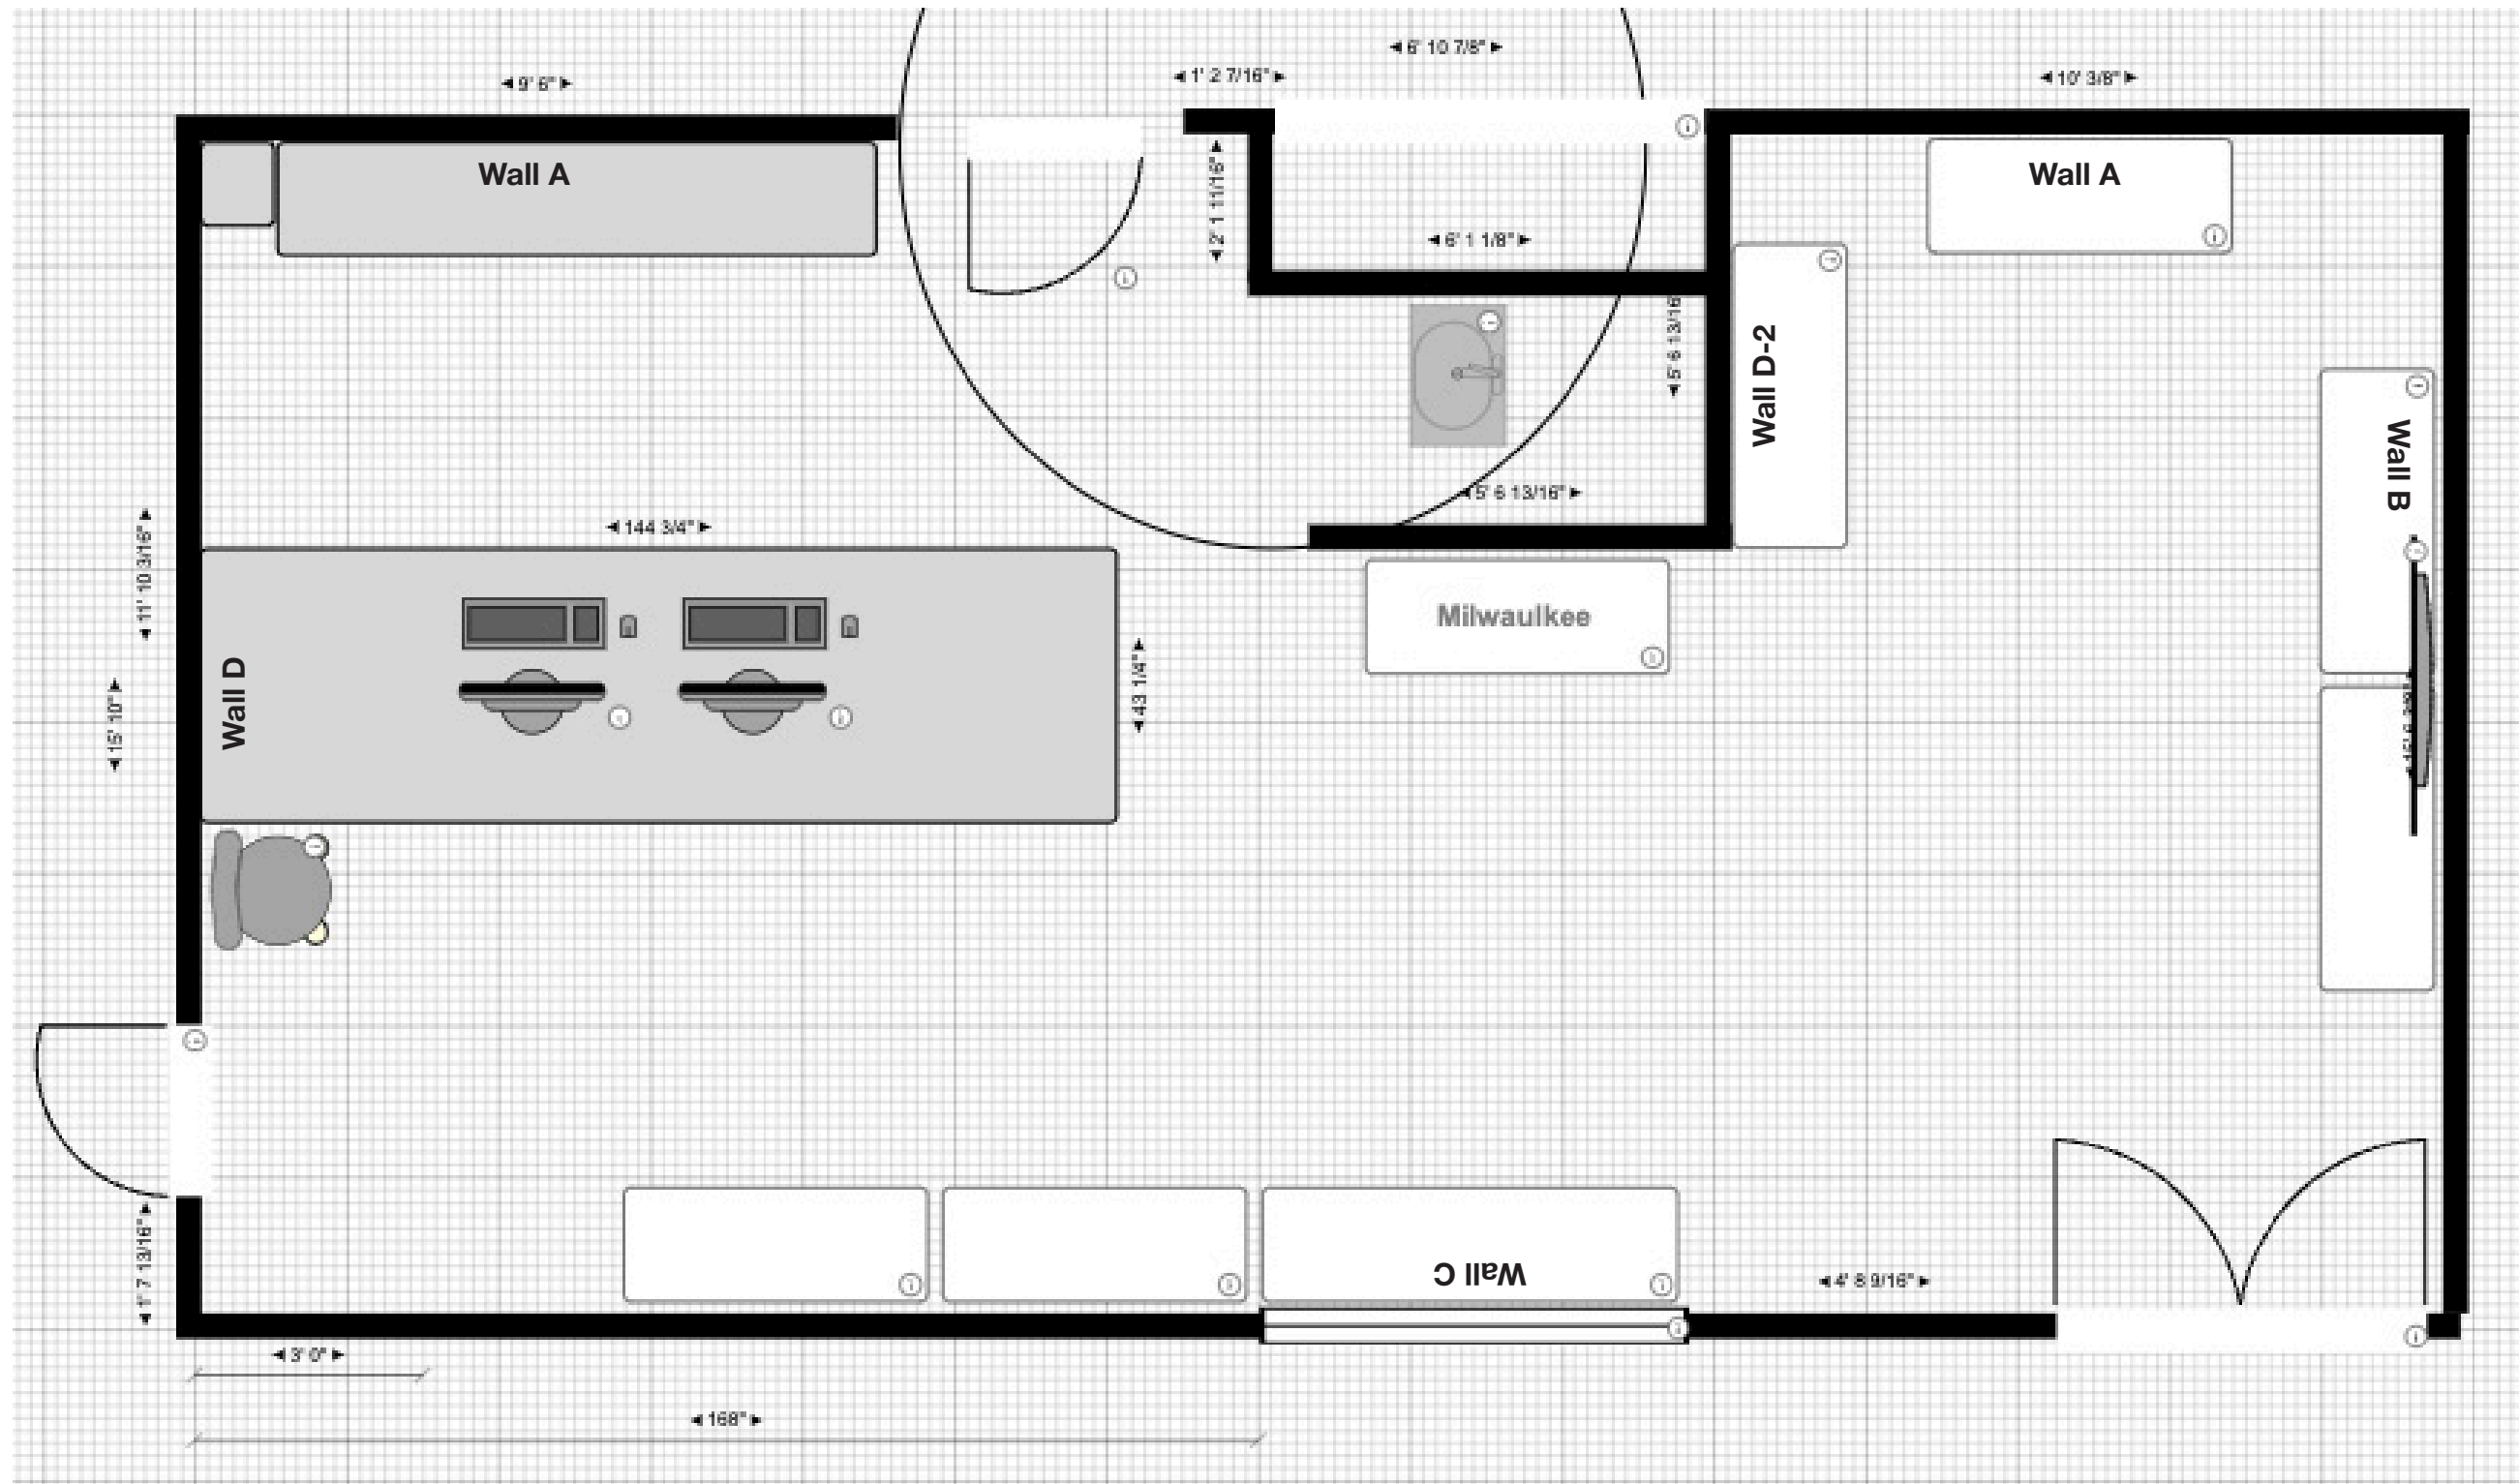 6' 10 7/8"
9' 6"
1' 2 7/16"
10' 3/8"
Wall A
Wall A
2' 1 11/16"
6' 1 1/8"
5' 6 13/16
Wall D-2
Wall B
5' 6 13/16"
144 3/4"
11' 10 3/16"
Milwaulkee
43 1/4"
Wall D
15' 10"
1' 7 13/16"
Wall C
4' 8 9/16"
3' 0"
168"